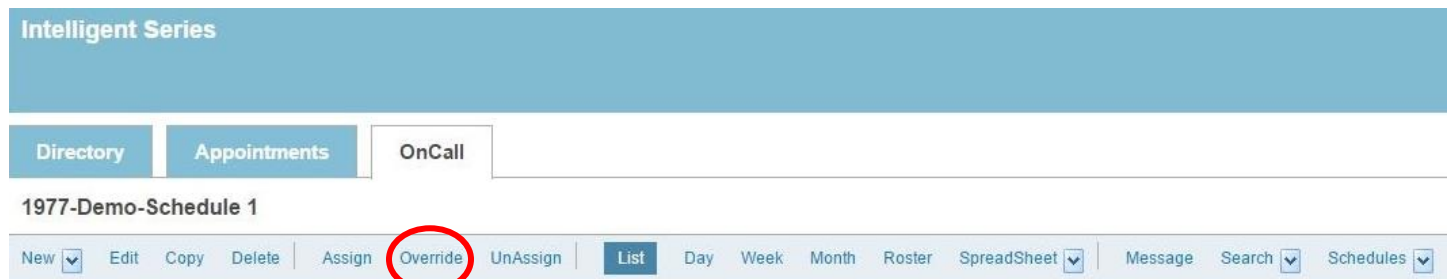 Intelligent Series
Directory Appointments OnCall
1977-Demo-Schedule 1
New Edit Copy Delete Assign Override UnAssign List Day Week Month Roster SpreadSheet Message Search Schedules